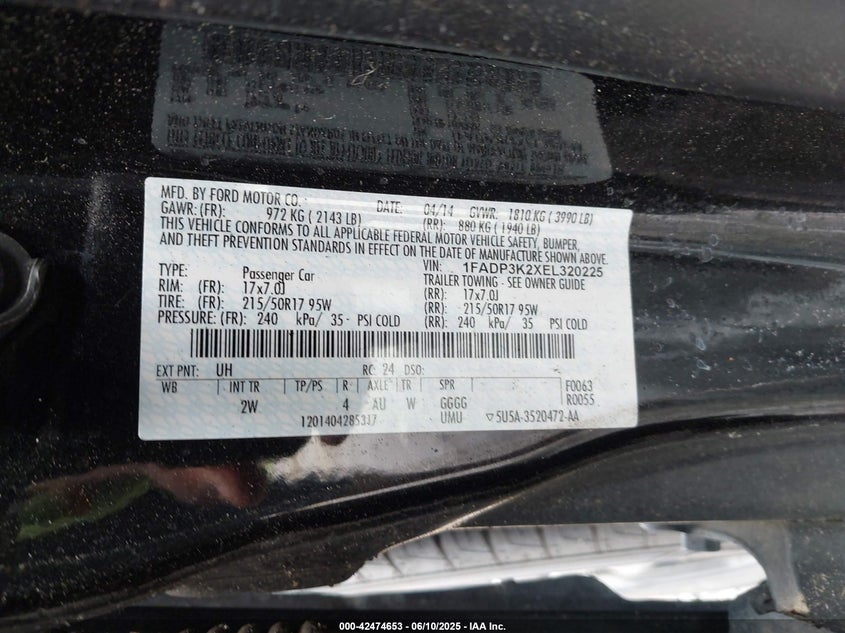 MFD. BY FORD MOTOR CO. DATE: 04/14 GVWR: 1810 KG ( 3990 LB)
GAWR: (FR): 972 KG ( 2143 LB) (RR): 880 KG ( 1940 LB)
THIS VEHICLE CONFORMS TO ALL APPLICABLE FEDERAL MOTOR VEHICLE SAFETY, BUMPER,
AND THEFT PREVENTION STANDARDS IN EFFECT ON THE DATE OF MANUFACTURE SHOWN ABOVE.
VIN: 1FADP3K2XEL320225
TYPE: Passenger Car TRAILER TOWING - SEE OWNER GUIDE
RIM: (FR): 17x7.0J (RR): 17x7.0J
TIRE: (FR): 215/50R17 95W (RR): 215/50R17 95W
PRESSURE: (FR): 240 kPa/ 35 PSI COLD (RR): 240 kPa/ 35 PSI COLD
EXT PNT: UH RC: 24 DSO:
WB INT TR TP/PS R AXLE TR SPR F0063
R0055
2W 4 AU W GGGG
UMU
1201404285317 ▽5U5A-3520472-AA
000-42474653 - 06/10/2025 - IAA Inc.